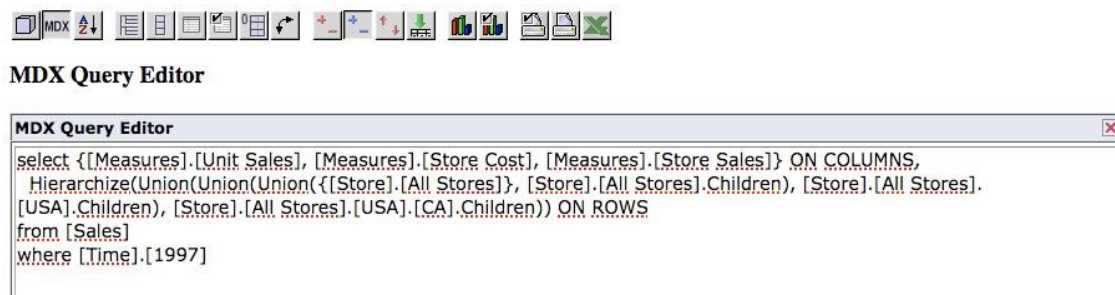 MDX
MDX Query Editor
MDX Query Editor
select {[Measures].[Unit Sales], [Measures].[Store Cost], [Measures].[Store Sales]} ON COLUMNS,
Hierarchize(Union(Union(Union({[Store].[All Stores]}, [Store].[All Stores].Children), [Store].[All Stores].
[USA].Children), [Store].[All Stores].[USA].[CA].Children)) ON ROWS
from [Sales]
where [Time].[1997]